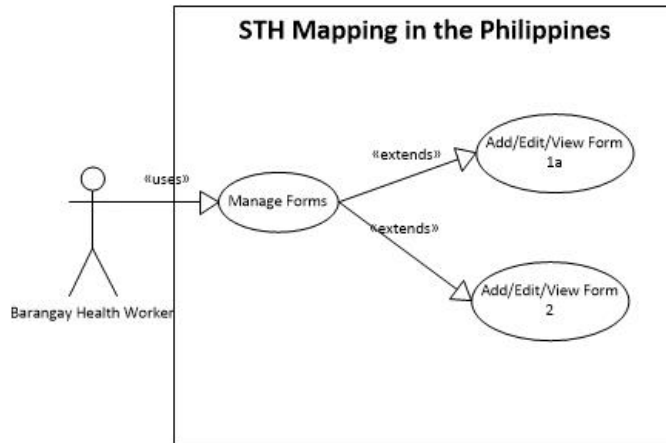 STH Mapping in the Philippines
Add/Edit/View Form
1a
«extends»
«uses»
Manage Forms
«extends»
Add/Edit/View Form
2
Barangay Health Worker